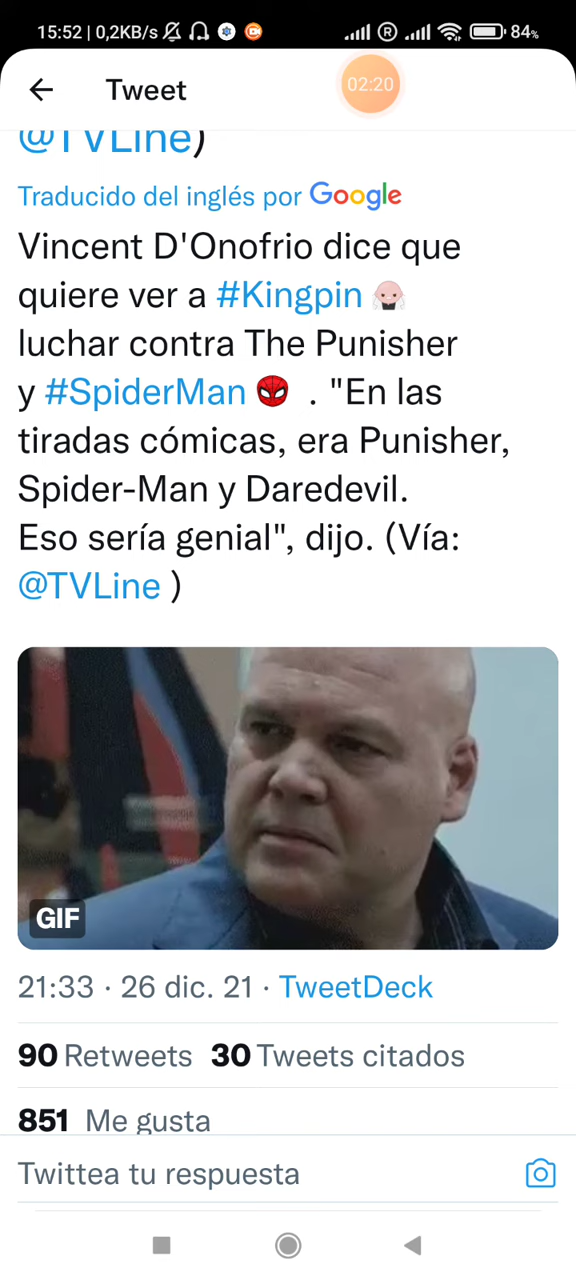 15:52 | 0,2KB/s 84%
Tweet
02:20
@TVLine)
Traducido del inglés por Google
Vincent D'Onofrio dice que
quiere ver a #Kingpin
luchar contra The Punisher
y #SpiderMan . "En las
tiradas cómicas, era Punisher,
Spider-Man y Daredevil.
Eso sería genial", dijo. (Vía:
@TVLine )
GIF
21:33 · 26 dic. 21 · TweetDeck
90 Retweets 30 Tweets citados
851 Me gusta
Twittea tu respuesta